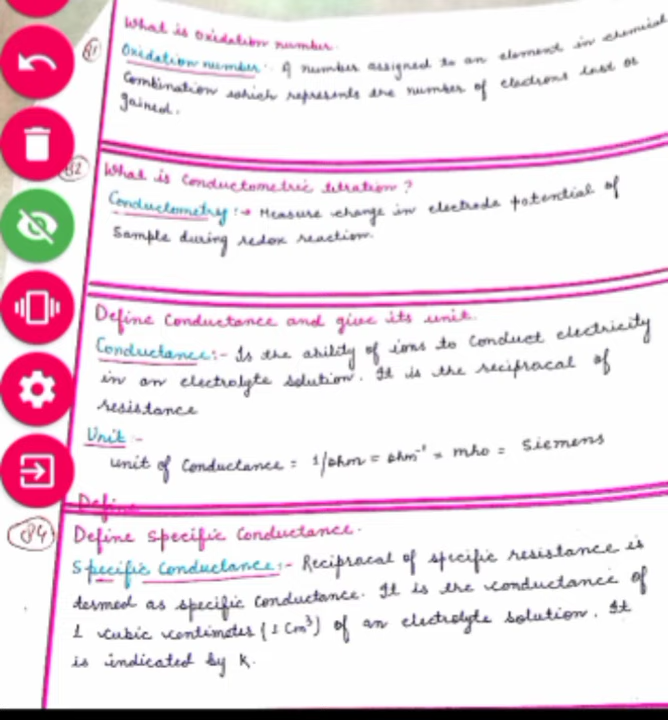 81 What is Oxidation number.
Oxidation number:- A number assigned to an element in chemical
Combination which represents the number of electrons lost or
gained.
82 What is Conductometric titration?
Conductometry:→ Measure change in electrode potential of
Sample during redox reaction.
Define Conductance and give its unit.
Conductance:- Is the ability of ions to Conduct electricity
in an electrolyte solution. It is the reciprocal of
resistance
Unit:-
unit of Conductance = 1/ohm = ohm⁻¹ = mho = Siemens
Define
84 Define Specific Conductance.
Specific Conductance:- Reciprocal of specific resistance is
termed as specific Conductance. It is the conductance of
1 cubic centimeter (1 Cm³) of an electrolyte solution. It
is indicated by K.